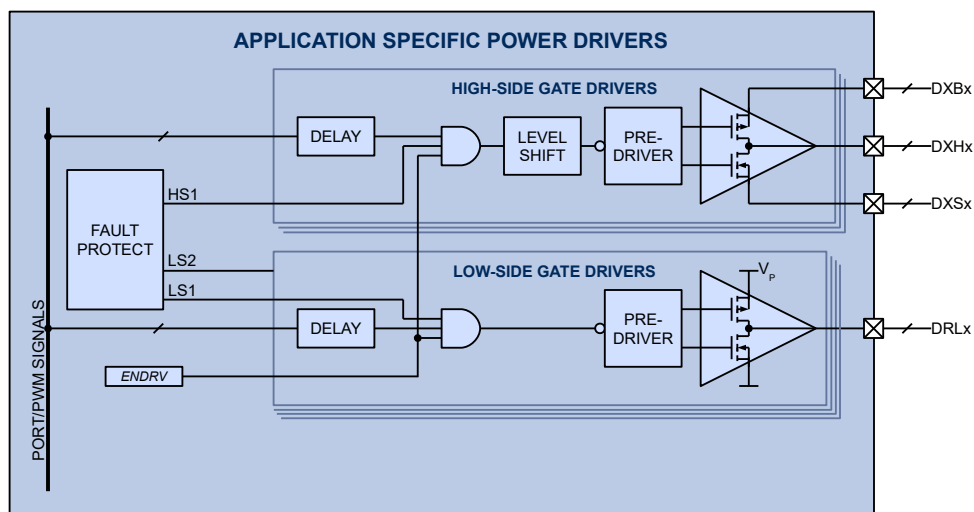 APPLICATION SPECIFIC POWER DRIVERS
HIGH-SIDE GATE DRIVERS
DXBx
DELAY
LEVEL
SHIFT
PRE-
DRIVER
DXHx
HS1
DXSx
FAULT
PROTECT
LS2
LOW-SIDE GATE DRIVERS
VP
LS1
DELAY
PRE-
DRIVER
DRLx
ENDRV
PORT/PWM SIGNALS